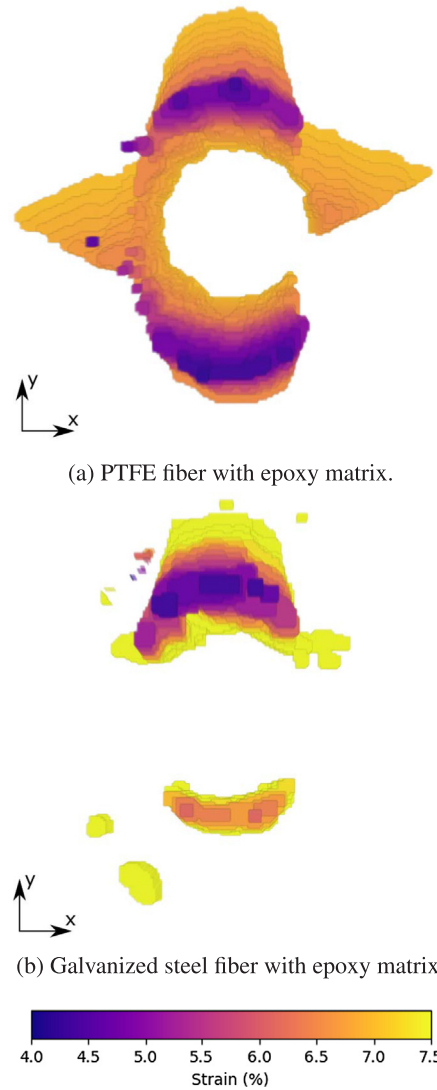 y
x
(a) PTFE fiber with epoxy matrix.
y
x
(b) Galvanized steel fiber with epoxy matrix
4.0 4.5 5.0 5.5 6.0 6.5 7.0 7.5
Strain (%)